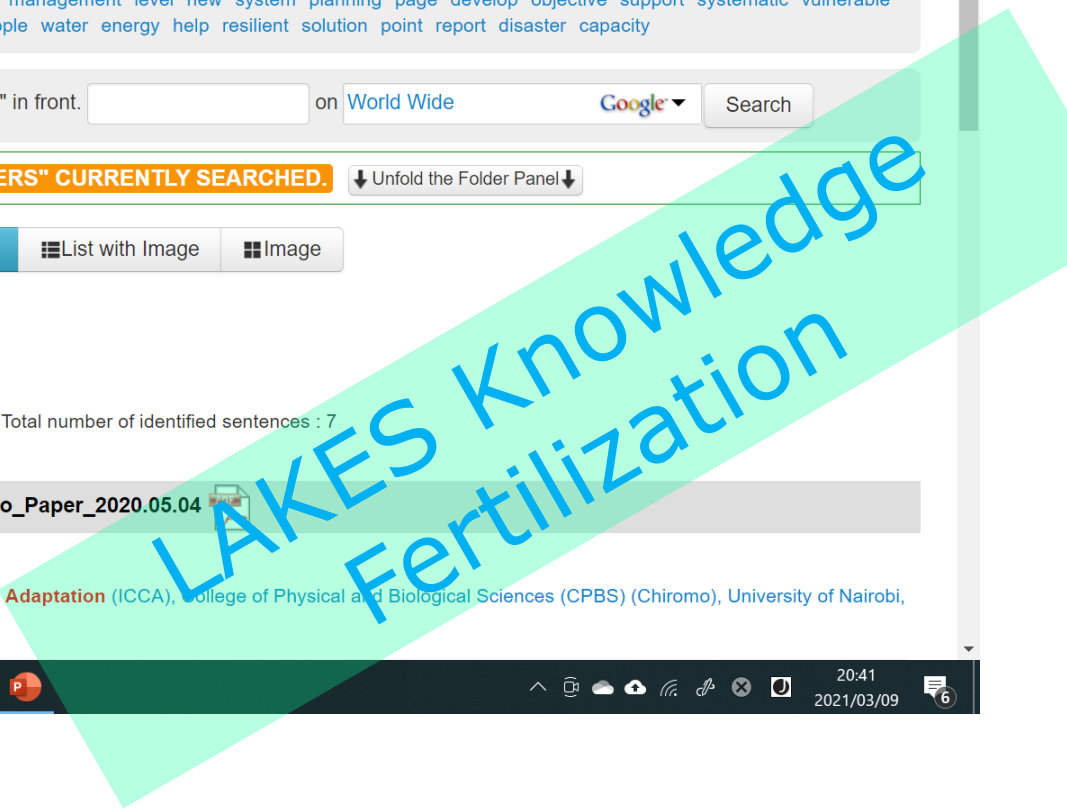 management level new system planning page develop objective support systematic vulnerable
ople water energy help resilient solution point report disaster capacity
" in front. on World Wide Google Search
ERS" CURRENTLY SEARCHED. Unfold the Folder Panel
List with Image Image
Total number of identified sentences : 7
o_Paper_2020.05.04
Adaptation (ICCA), College of Physical and Biological Sciences (CPBS) (Chiromo), University of Nairobi,
LAKES Knowledge
Fertilization
20:41
2021/03/09
6